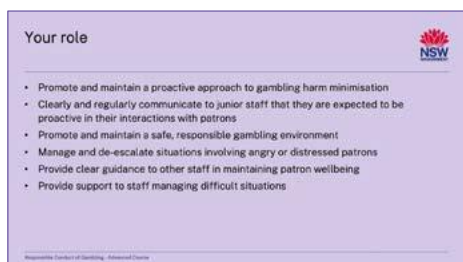 Your role
NSW
GOVERNMENT
• Promote and maintain a proactive approach to gambling harm minimisation
• Clearly and regularly communicate to junior staff that they are expected to be
proactive in their interactions with patrons
• Promote and maintain a safe, responsible gambling environment
• Manage and de-escalate situations involving angry or distressed patrons
• Provide clear guidance to other staff in maintaining patron wellbeing
• Provide support to staff managing difficult situations
Responsible Conduct of Gambling - Advanced Course